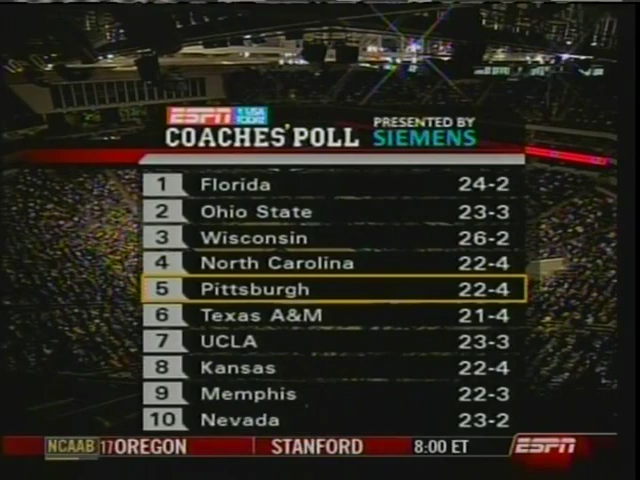 ESPN USA TODAY
COACHES' POLL
PRESENTED BY
SIEMENS
1 Florida 24-2
2 Ohio State 23-3
3 Wisconsin 26-2
4 North Carolina 22-4
5 Pittsburgh 22-4
6 Texas A&M 21-4
7 UCLA 23-3
8 Kansas 22-4
9 Memphis 22-3
10 Nevada 23-2
NCAAB 17 OREGON STANFORD 8:00 ET ESPN